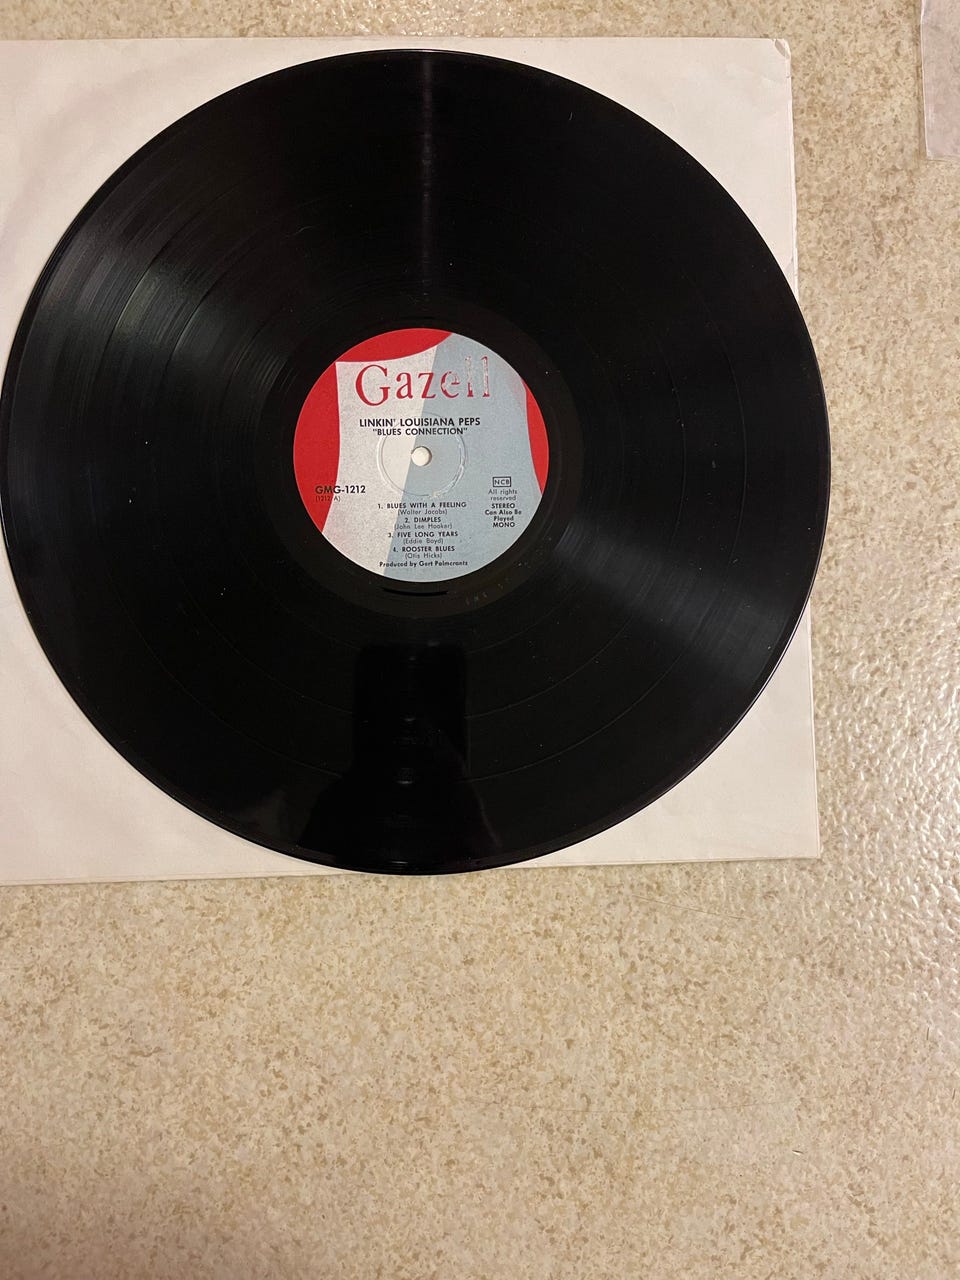 Gazell
LINKIN' LOUISIANA PEPS
"BLUES CONNECTION"
GMG-1212
(1212 A)
NCB
All rights
reserved
STEREO
Can Also Be
Played
MONO
1. BLUES WITH A FEELING
(Walter Jacobs)
2. DIMPLES
(John Lee Hooker)
3. FIVE LONG YEARS
(Eddie Boyd)
4. ROOSTER BLUES
(Otis Hicks)
Produced by Gert Palmcrantz